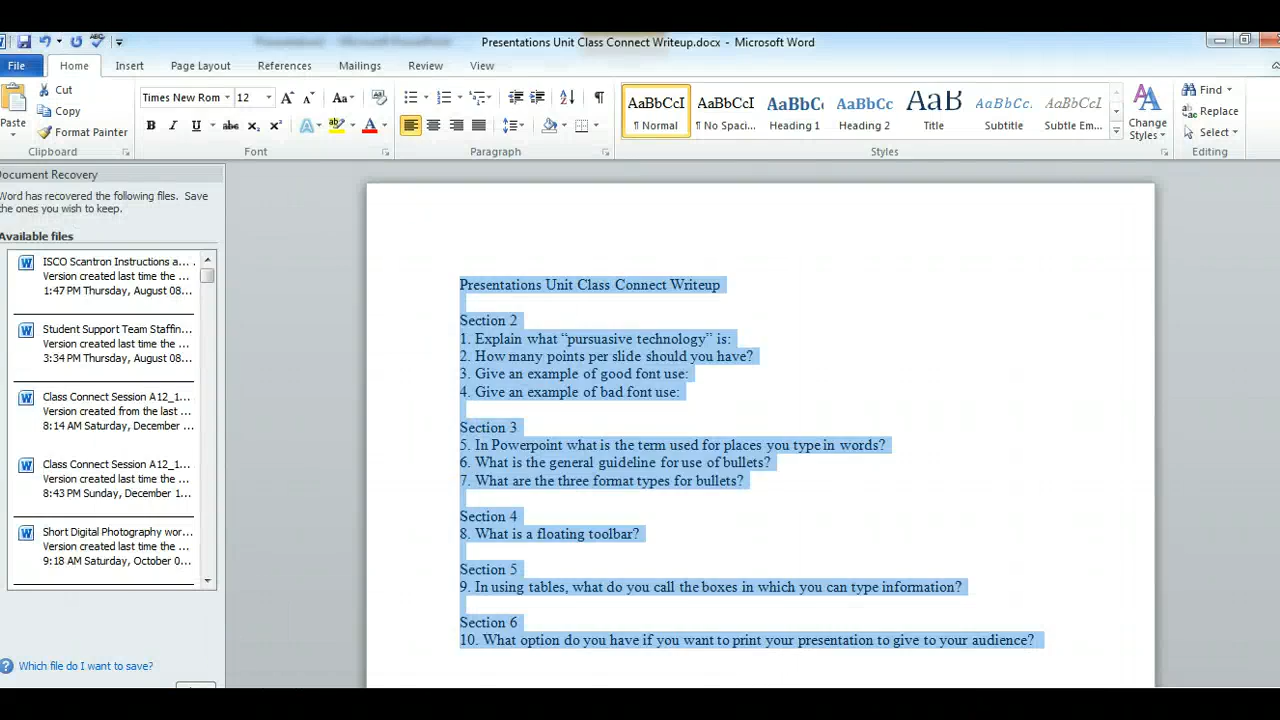 Presentations Unit Class Connect Writeup.docx - Microsoft Word
File Home Insert Page Layout References Mailings Review View
Paste
Cut
Copy
Format Painter
Clipboard
Times New Rom 12
Font
Paragraph
AaBbCcI AaBbCcI AaBbC AaBbCc AaB AaBbCc. AaBbCcI
¶ Normal ¶ No Spaci... Heading 1 Heading 2 Title Subtitle Subtle Em...
Change
Styles
Styles
Find
Replace
Select
Editing
Document Recovery
Word has recovered the following files. Save
the ones you wish to keep.
Available files
ISCO Scantron Instructions a...
Version created last time the ...
1:47 PM Thursday, August 08...
Student Support Team Staffin...
Version created last time the ...
3:34 PM Thursday, August 08...
Class Connect Session A12_1...
Version created from the last ...
8:14 AM Saturday, December ...
Class Connect Session A12_1...
Version created last time the ...
8:43 PM Sunday, December 1...
Short Digital Photography wor...
Version created last time the ...
9:18 AM Saturday, October 0...
Which file do I want to save?
Presentations Unit Class Connect Writeup
Section 2
1. Explain what “pursuasive technology” is:
2. How many points per slide should you have?
3. Give an example of good font use:
4. Give an example of bad font use:
Section 3
5. In Powerpoint what is the term used for places you type in words?
6. What is the general guideline for use of bullets?
7. What are the three format types for bullets?
Section 4
8. What is a floating toolbar?
Section 5
9. In using tables, what do you call the boxes in which you can type information?
Section 6
10. What option do you have if you want to print your presentation to give to your audience?